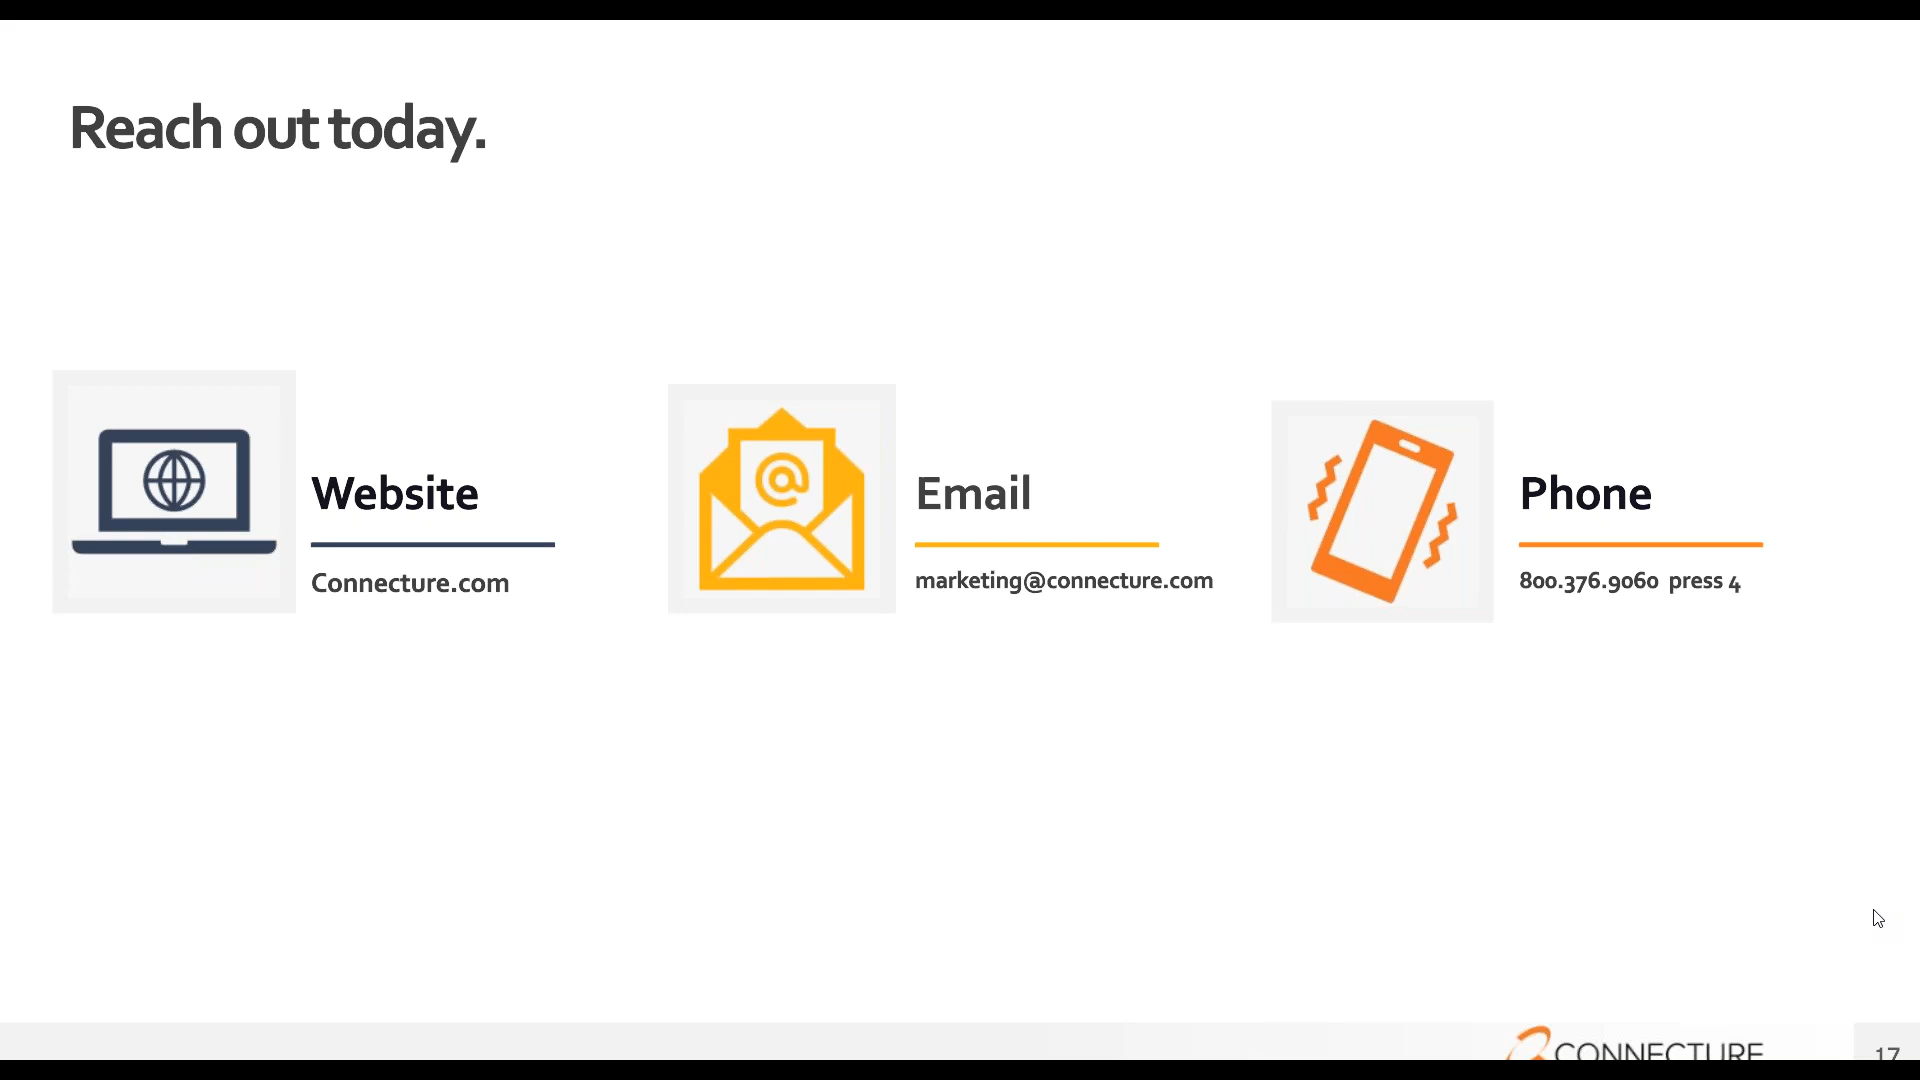 Reach out today.
Website
Connecture.com
Email
marketing@connecture.com
Phone
800.376.9060 press 4
CONNECTURE
17